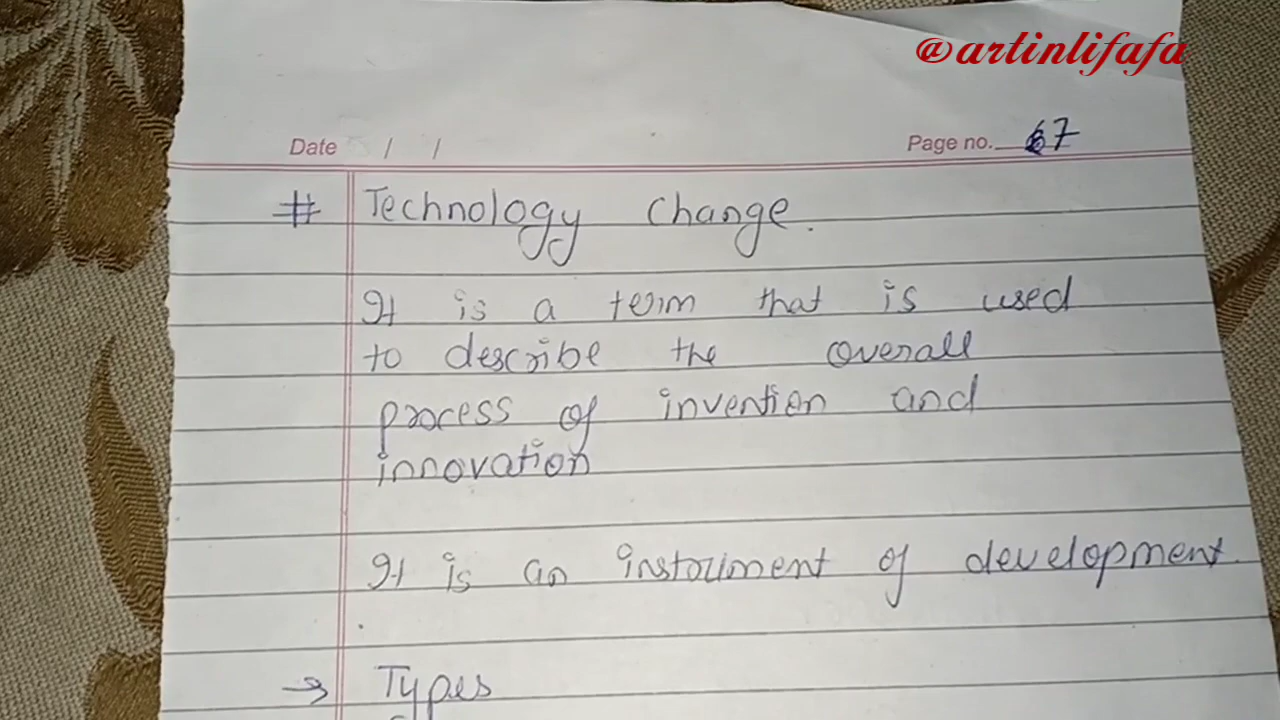 @artinlifafa
Date / / Page no. 67
# Technology Change.
It is a term that is used
to describe the overall
process of invention and
innovation
It is an instrument of development.
→ Types